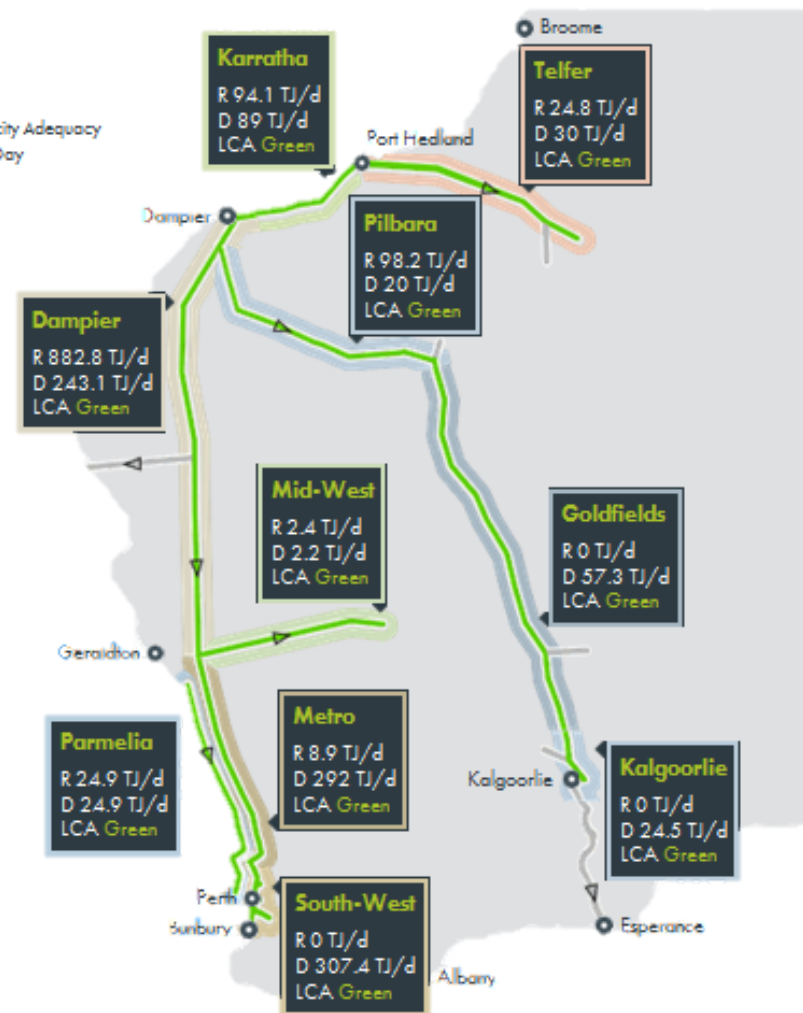 Broome
Karratha
R 94.1 TJ/d
D 89 TJ/d
LCA Green
Telfer
R 24.8 TJ/d
D 30 TJ/d
LCA Green
city Adequacy
Day
Port Hedland
Dampier
Pilbara
R 98.2 TJ/d
D 20 TJ/d
LCA Green
Dampier
R 882.8 TJ/d
D 243.1 TJ/d
LCA Green
Mid-West
R 2.4 TJ/d
D 2.2 TJ/d
LCA Green
Goldfields
R 0 TJ/d
D 57.3 TJ/d
LCA Green
Geraldton
Metro
R 8.9 TJ/d
D 292 TJ/d
LCA Green
Parmelia
R 24.9 TJ/d
D 24.9 TJ/d
LCA Green
Kalgoorlie
Kalgoorlie
R 0 TJ/d
D 24.5 TJ/d
LCA Green
Perth
Bunbury
South-West
R 0 TJ/d
D 307.4 TJ/d
LCA Green
Esperance
Albany